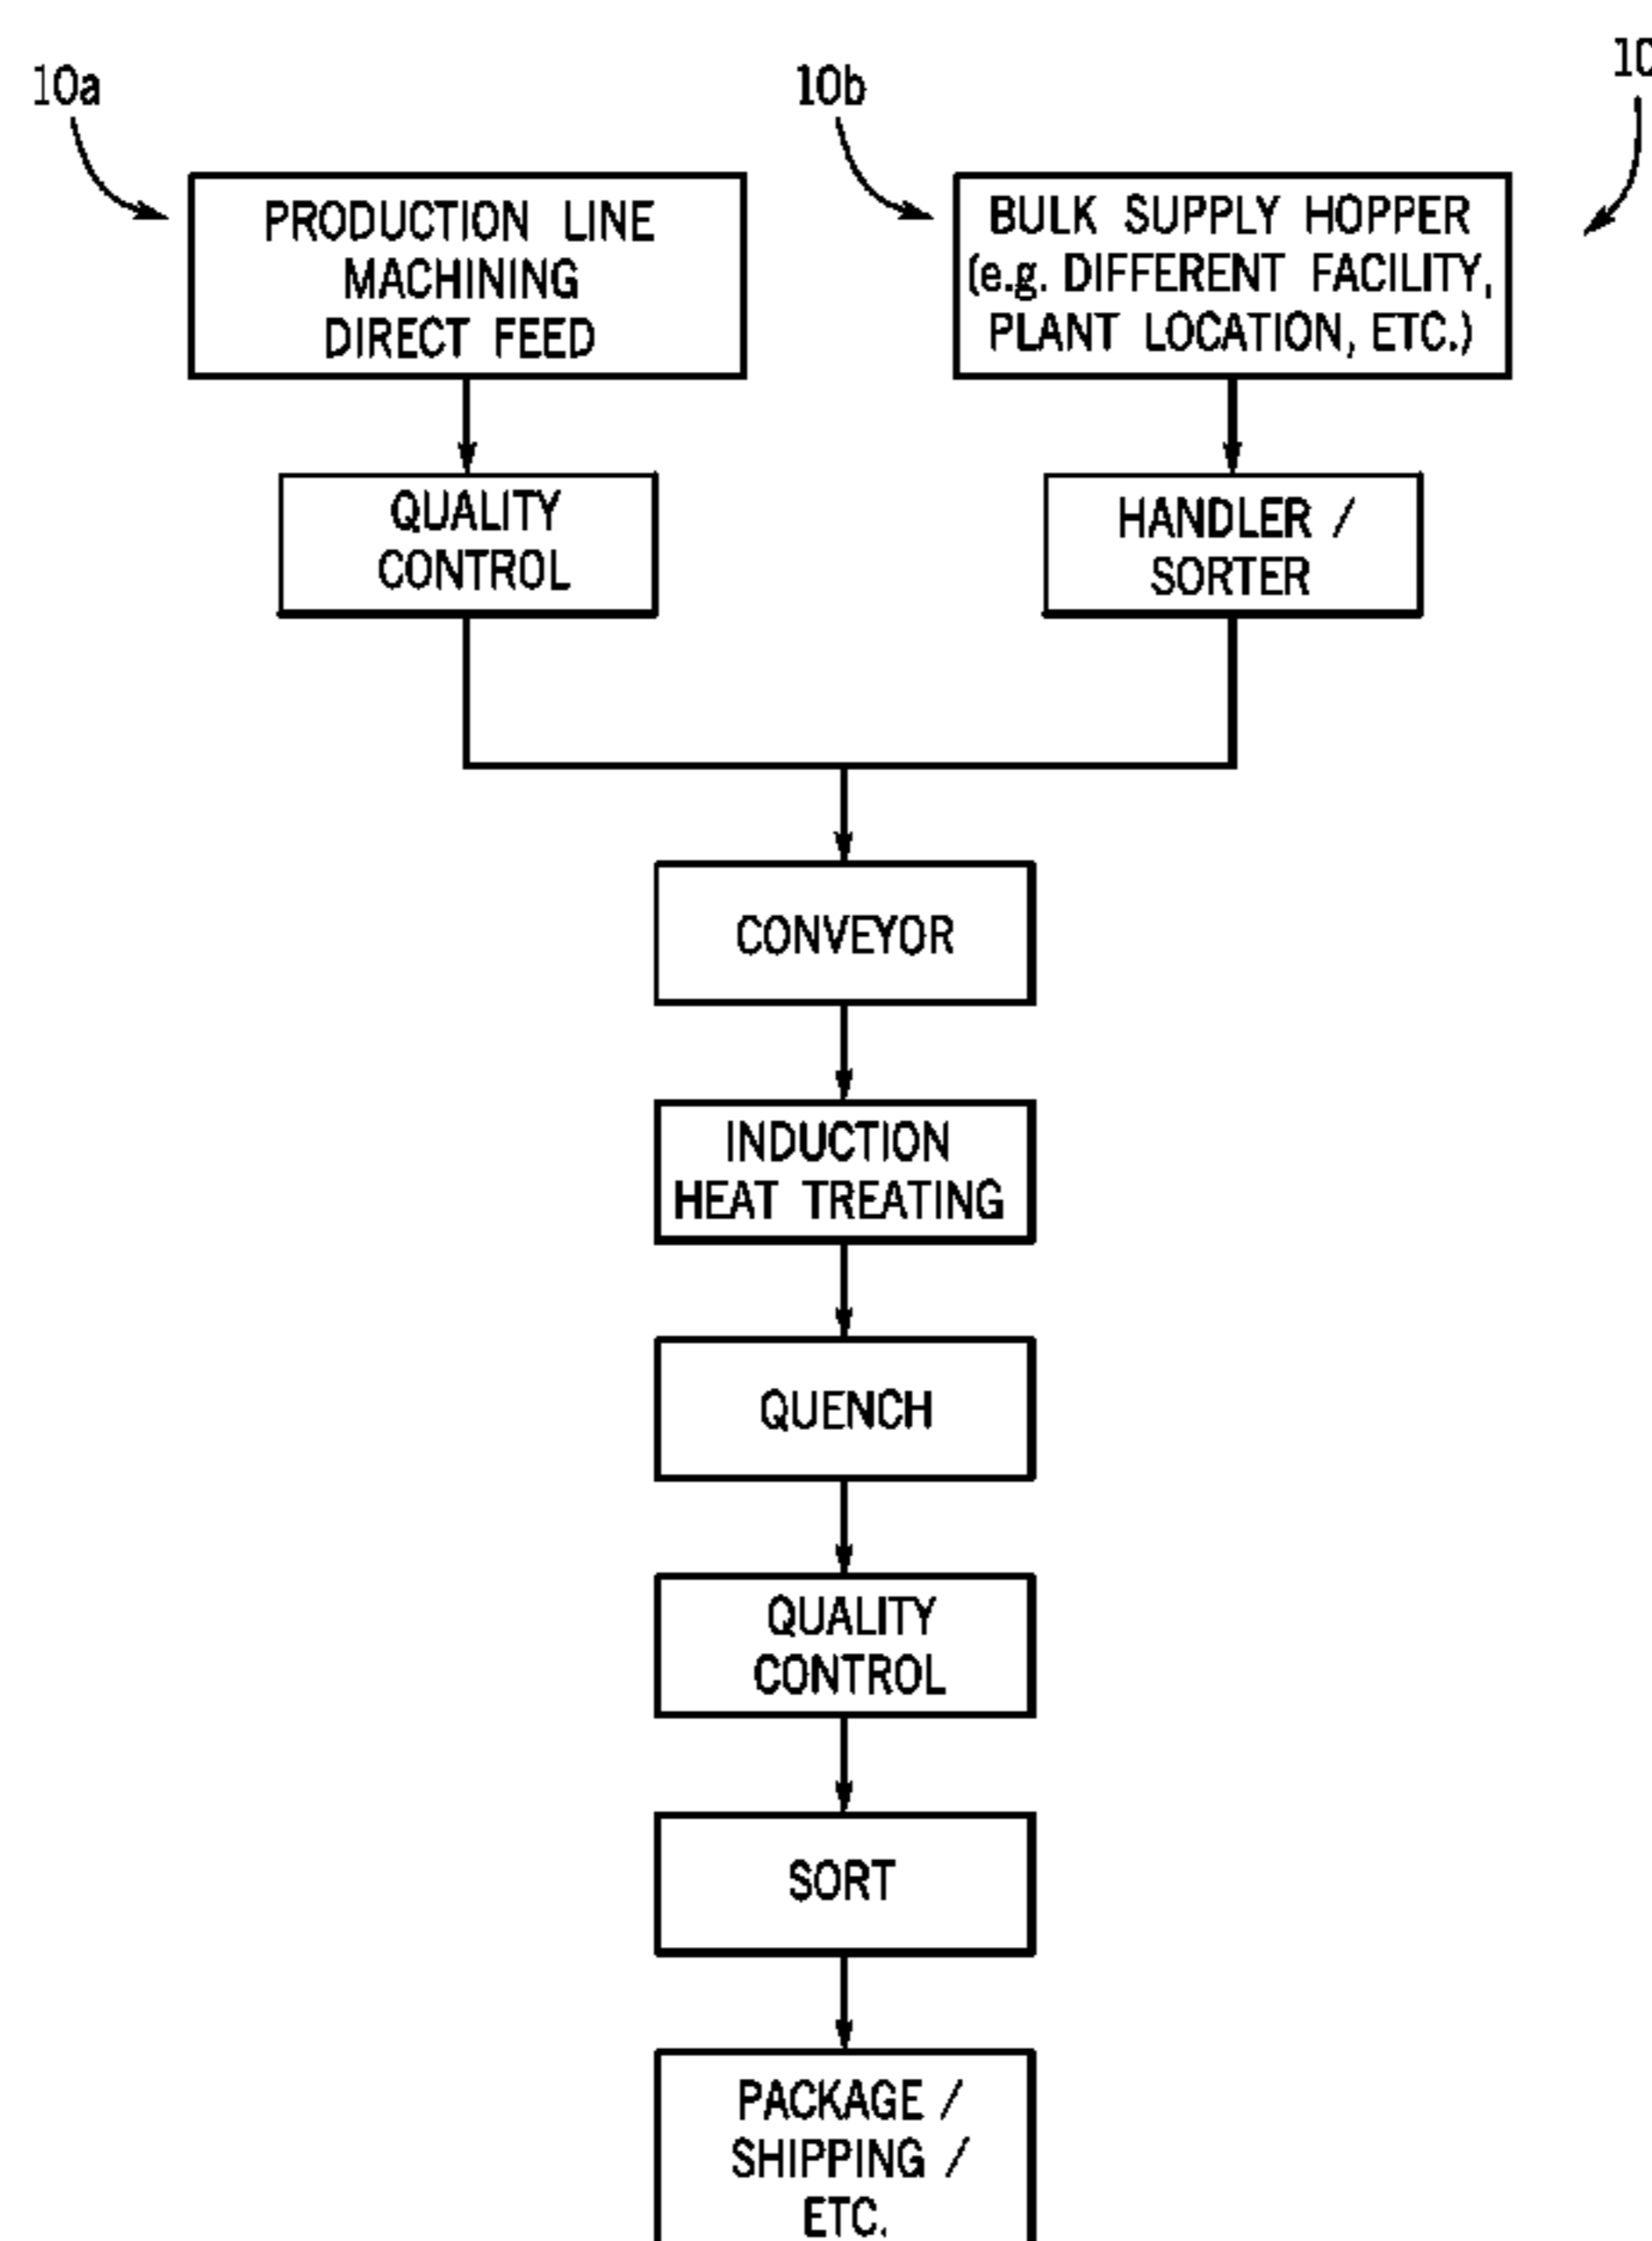 10a
10b
10
PRODUCTION LINE
MACHINING
DIRECT FEED
BULK SUPPLY HOPPER
(e.g. DIFFERENT FACILITY,
PLANT LOCATION, ETC.)
QUALITY
CONTROL
HANDLER /
SORTER
CONVEYOR
INDUCTION
HEAT TREATING
QUENCH
QUALITY
CONTROL
SORT
PACKAGE /
SHIPPING /
ETC.